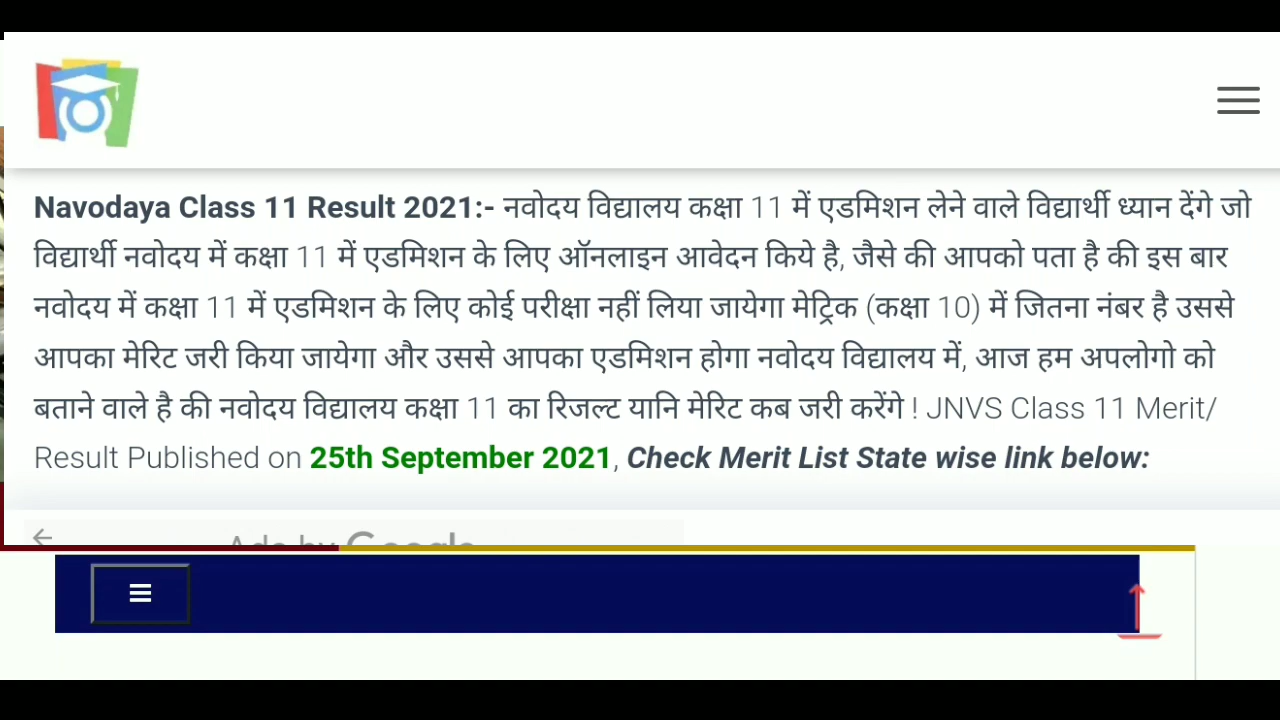 Navodaya Class 11 Result 2021:- नवोदय विद्यालय कक्षा 11 में एडमिशन लेने वाले विद्यार्थी ध्यान देंगे जो
विद्यार्थी नवोदय में कक्षा 11 में एडमिशन के लिए ऑनलाइन आवेदन किये है, जैसे की आपको पता है की इस बार
नवोदय में कक्षा 11 में एडमिशन के लिए कोई परीक्षा नहीं लिया जायेगा मेट्रिक (कक्षा 10) में जितना नंबर है उससे
आपका मेरिट जरी किया जायेगा और उससे आपका एडमिशन होगा नवोदय विद्यालय में, आज हम अपलोगो को
बताने वाले है की नवोदय विद्यालय कक्षा 11 का रिजल्ट यानि मेरिट कब जरी करेंगे ! JNVS Class 11 Merit/
Result Published on 25th September 2021, Check Merit List State wise link below:
Ads by Google